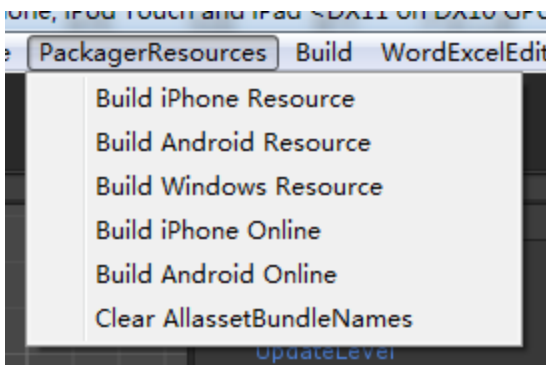 one, iPod Touch and iPad <DX11 on DX10 GPU
e PackagerResources Build WordExcelEdit
Build iPhone Resource
Build Android Resource
Build Windows Resource
Build iPhone Online
Build Android Online
Clear AllassetBundleNames
UpdateLevel